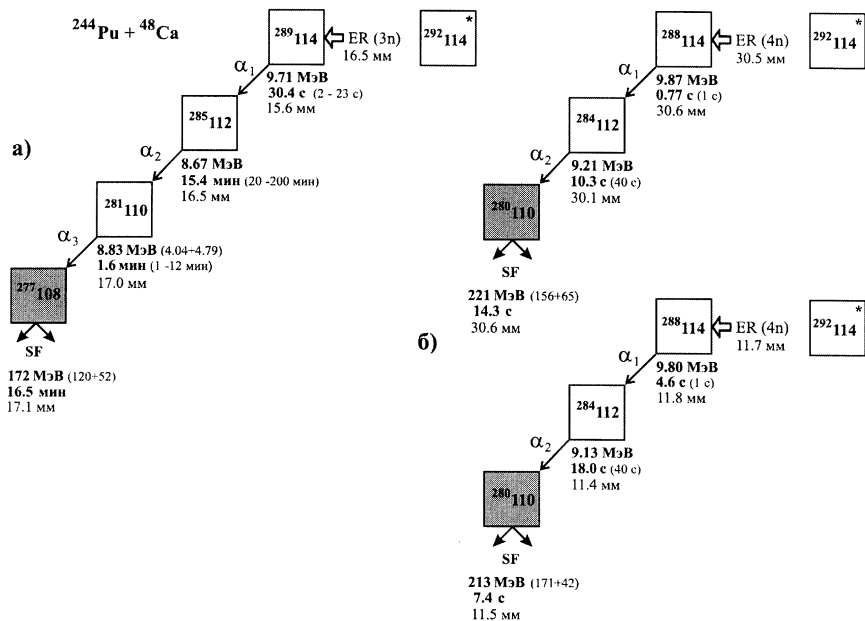 ²⁴⁴Pu + ⁴⁸Ca
а)
²⁸⁹114
ER (3n)
16.5 мм
²⁹²114*
α₁
9.71 МэВ
30.4 с (2 - 23 с)
15.6 мм
²⁸⁵112
α₂
8.67 МэВ
15.4 мин (20 -200 мин)
16.5 мм
²⁸¹110
α₃
8.83 МэВ (4.04+4.79)
1.6 мин (1 -12 мин)
17.0 мм
²⁷⁷108
SF
172 МэВ (120+52)
16.5 мин
17.1 мм
²⁸⁸114
ER (4n)
30.5 мм
²⁹²114*
α₁
9.87 МэВ
0.77 с (1 с)
30.6 мм
²⁸⁴112
α₂
9.21 МэВ
10.3 с (40 с)
30.1 мм
²⁸⁰110
SF
221 МэВ (156+65)
14.3 с
30.6 мм
б)
²⁸⁸114
ER (4n)
11.7 мм
²⁹²114*
α₁
9.80 МэВ
4.6 с (1 с)
11.8 мм
²⁸⁴112
α₂
9.13 МэВ
18.0 с (40 с)
11.4 мм
²⁸⁰110
SF
213 МэВ (171+42)
7.4 с
11.5 мм